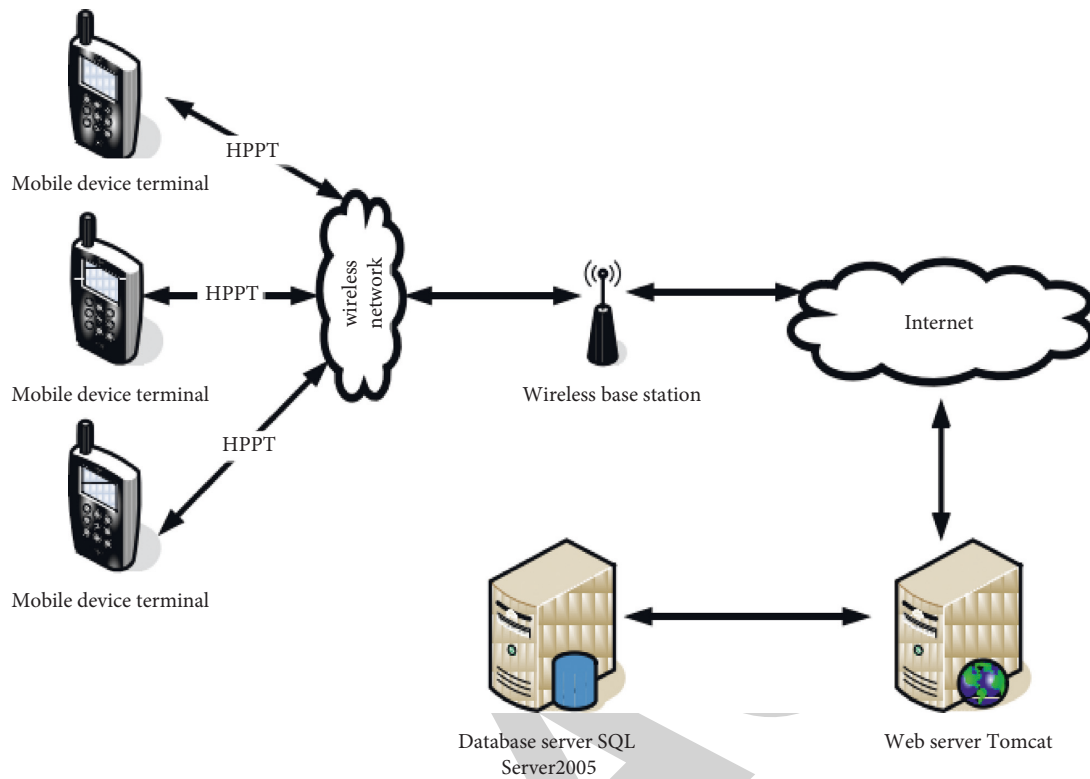 HPPT
Mobile device terminal
HPPT
wireless
network
Internet
Mobile device terminal
Wireless base station
HPPT
Mobile device terminal
Database server SQL
Server2005
Web server Tomcat